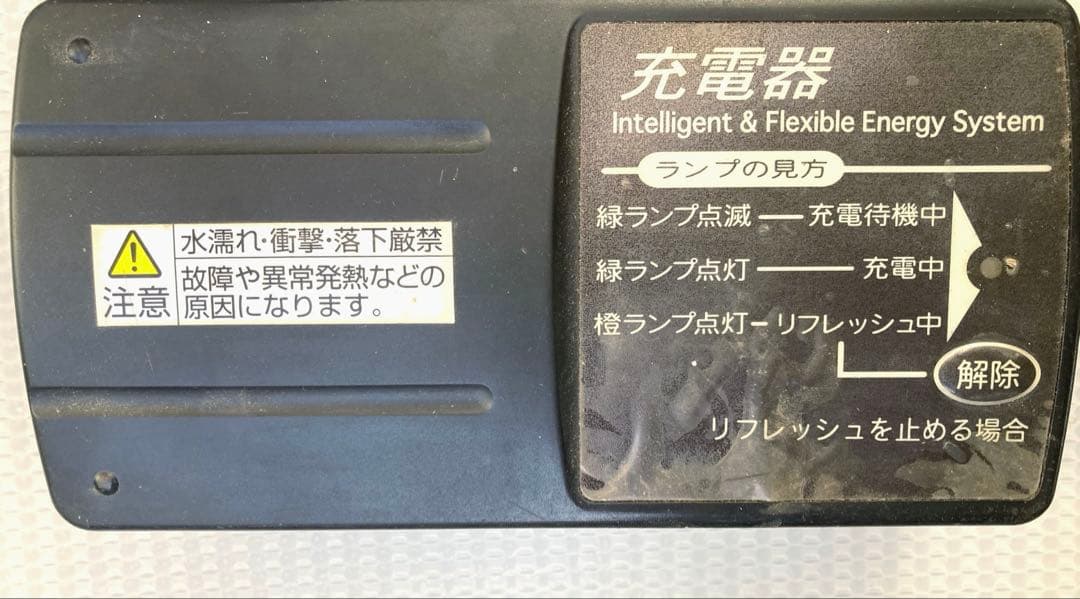 注意
水濡れ・衝撃・落下厳禁
故障や異常発熱などの
原因になります。
充電器
Intelligent & Flexible Energy System
ランプの見方
緑ランプ点滅 ― 充電待機中
緑ランプ点灯 ― 充電中
橙ランプ点灯 ― リフレッシュ中
解除
リフレッシュを止める場合